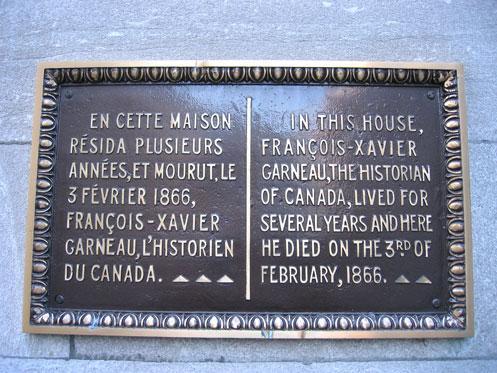 EN CETTE MAISON
RÉSIDA PLUSIEURS
ANNÉES, ET MOURUT, LE
3 FÉVRIER 1866,
FRANÇOIS-XAVIER
GARNEAU, L'HISTORIEN
DU CANADA.
IN THIS HOUSE,
FRANÇOIS-XAVIER
GARNEAU, THE HISTORIAN
OF CANADA, LIVED FOR
SEVERAL YEARS AND HERE
HE DIED ON THE 3RD OF
FEBRUARY, 1866.